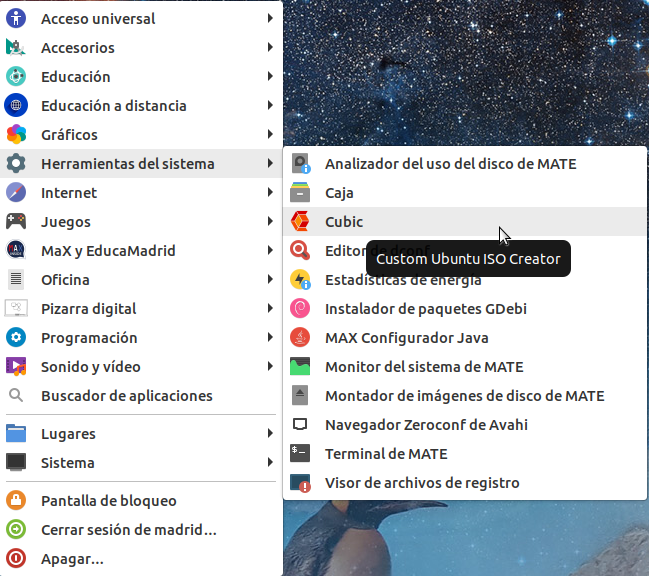 Acceso universal
Accesorios
Educación
Educación a distancia
Gráficos
Herramientas del sistema
Internet
Juegos
MaX y EducaMadrid
Oficina
Pizarra digital
Programación
Sonido y vídeo
Buscador de aplicaciones
Lugares
Sistema
Pantalla de bloqueo
Cerrar sesión de madrid...
Apagar...
Analizador del uso del disco de MATE
Caja
Cubic
Editor de dconf
Custom Ubuntu ISO Creator
Estadísticas de energía
Instalador de paquetes GDebi
MAX Configurador Java
Monitor del sistema de MATE
Montador de imágenes de disco de MATE
Navegador Zeroconf de Avahi
Terminal de MATE
Visor de archivos de registro